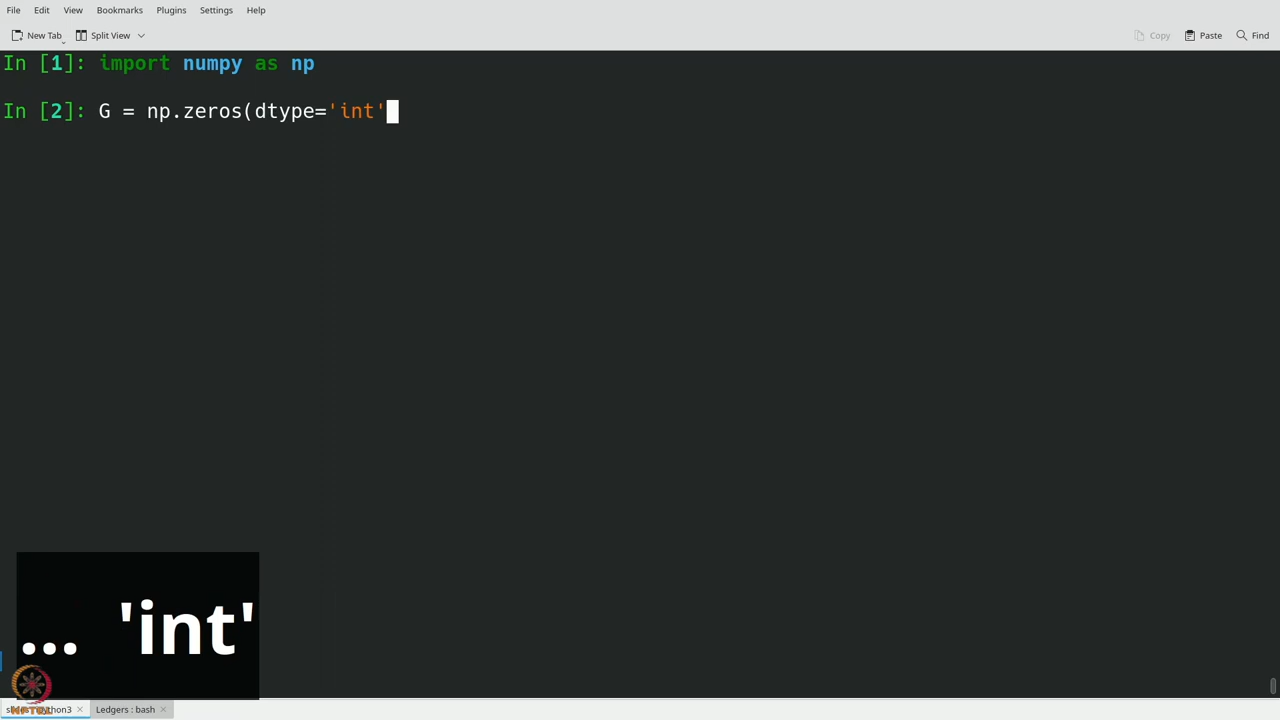 File Edit View Bookmarks Plugins Settings Help
New Tab Split View Copy Paste Find
In [1]: import numpy as np
In [2]: G = np.zeros(dtype='int'
... 'int'
NPTEL
Ledgers : bash